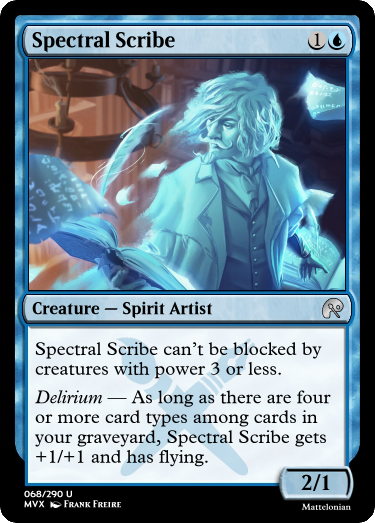 Spectral Scribe 1
Creature — Spirit Artist
Spectral Scribe can't be blocked by
creatures with power 3 or less.
Delirium — As long as there are four
or more card types among cards in
your graveyard, Spectral Scribe gets
+1/+1 and has flying.
2/1
068/290 U
MVX Frank Freire
Mattelonian